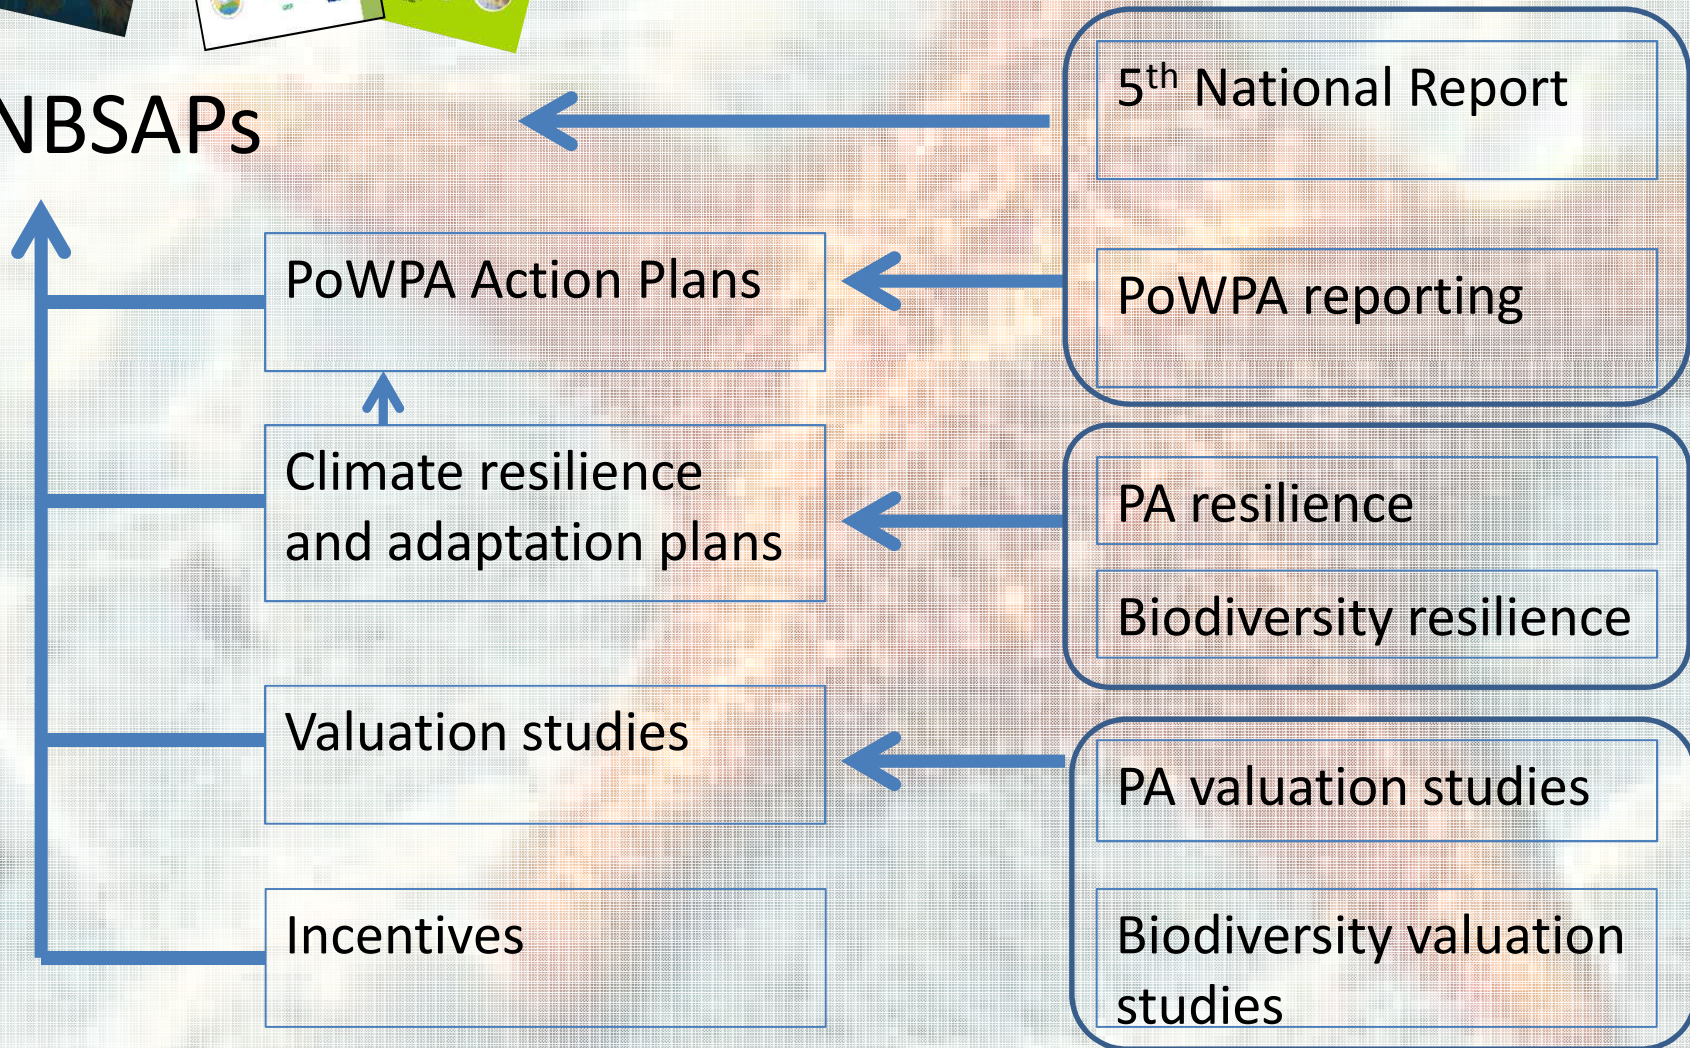 NBSAPs
5th National Report
PoWPA Action Plans
PoWPA reporting
Climate resilience
and adaptation plans
PA resilience
Biodiversity resilience
Valuation studies
PA valuation studies
Incentives
Biodiversity valuation
studies